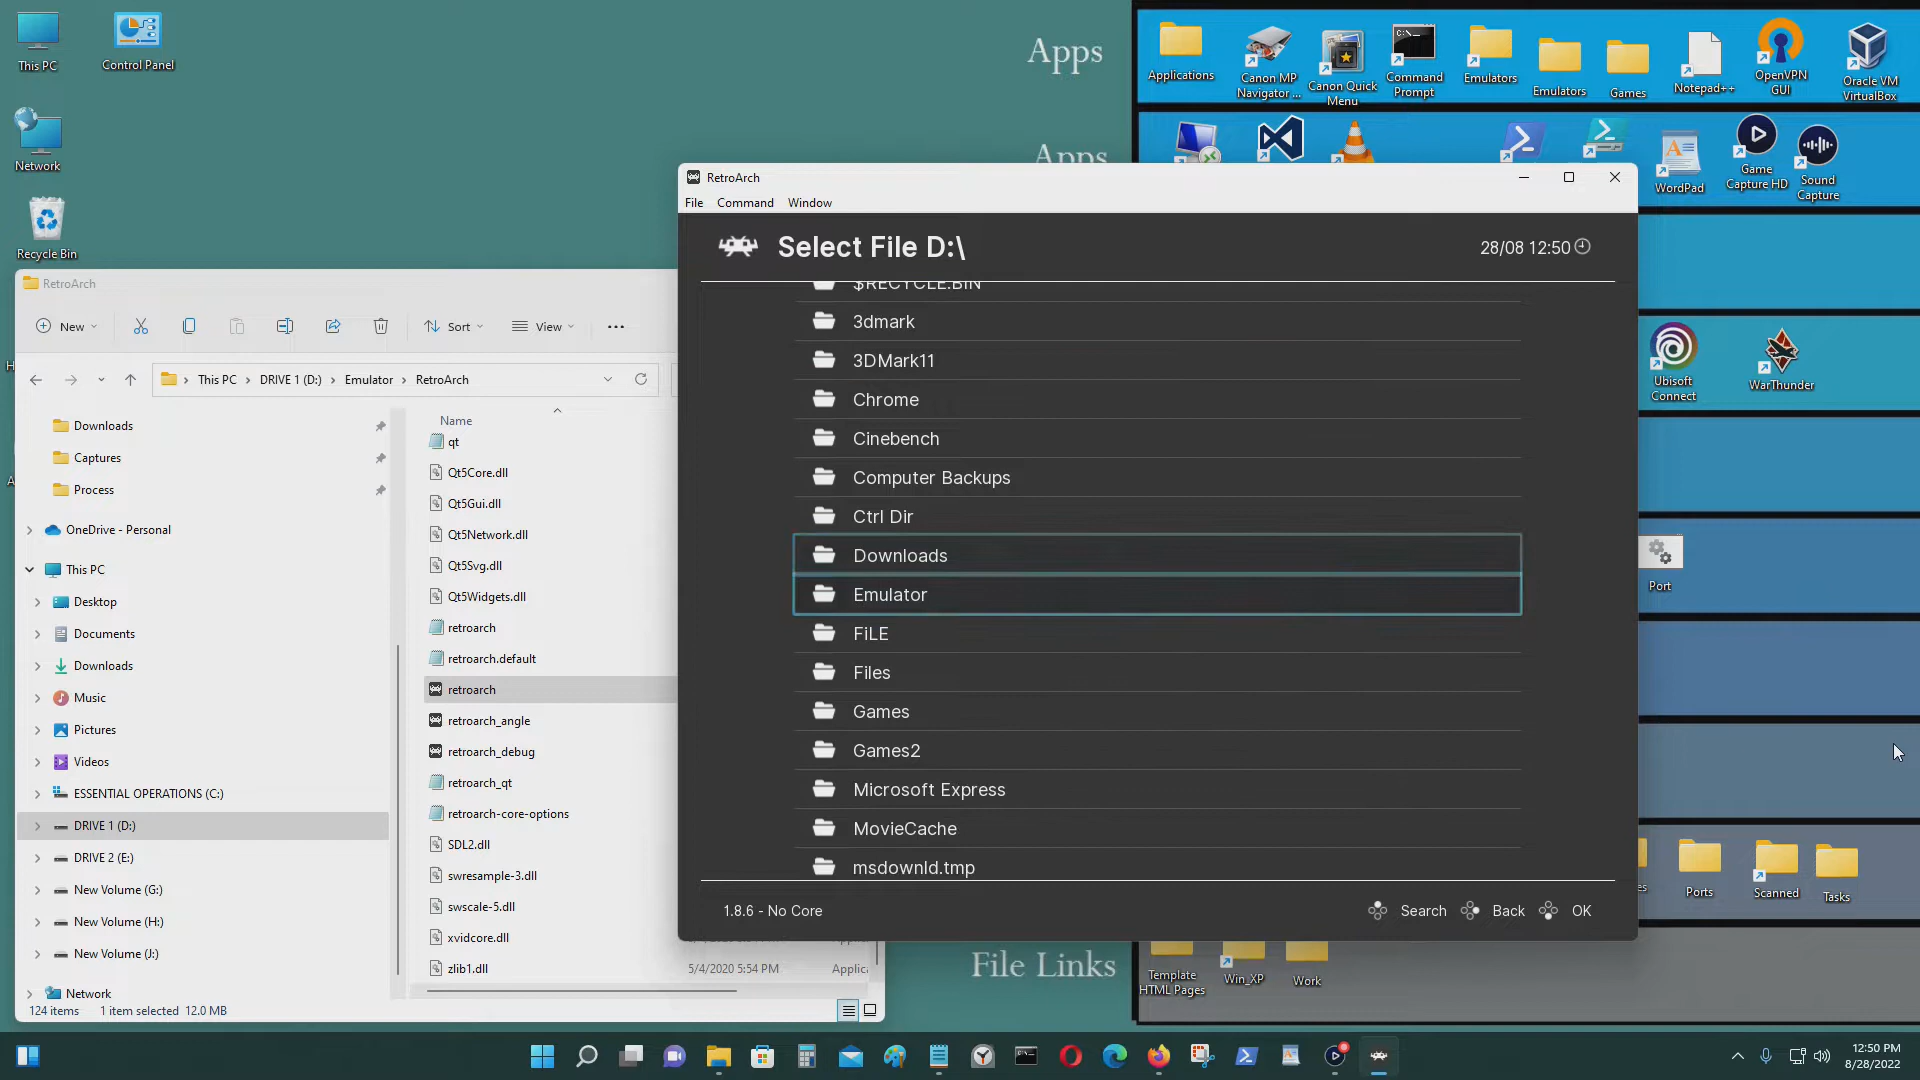 This PC
Control Panel
Network
Recycle Bin
Apps
Apps
File Links
Applications
Canon MP
Navigator ...
Canon Quick
Menu
Command
Prompt
Emulators
Emulators
Games
Notepad++
OpenVPN
GUI
Oracle VM
VirtualBox
WordPad
Game
Capture HD
Sound
Capture
Ubisoft
Connect
WarThunder
Port
Ports
Scanned
Tasks
Template
HTML Pages
Win_XP
Work
RetroArch
New
Sort
View
This PC
DRIVE 1 (D:)
Emulator
RetroArch
Downloads
Captures
Process
OneDrive - Personal
This PC
Desktop
Documents
Downloads
Music
Pictures
Videos
ESSENTIAL OPERATIONS (C:)
DRIVE 1 (D:)
DRIVE 2 (E:)
New Volume (G:)
New Volume (H:)
New Volume (J:)
Network
124 items
1 item selected 12.0 MB
Name
qt
Qt5Core.dll
Qt5Gui.dll
Qt5Network.dll
Qt5Svg.dll
Qt5Widgets.dll
retroarch
retroarch.default
retroarch
retroarch_angle
retroarch_debug
retroarch_qt
retroarch-core-options
SDL2.dll
swresample-3.dll
swscale-5.dll
xvidcore.dll
zlib1.dll
5/4/2020 5:54 PM
Applica
RetroArch
File
Command
Window
Select File D:\
28/08 12:50
$RECYCLE.BIN
3dmark
3DMark11
Chrome
Cinebench
Computer Backups
Ctrl Dir
Downloads
Emulator
FiLE
Files
Games
Games2
Microsoft Express
MovieCache
msdownld.tmp
1.8.6 - No Core
Search
Back
OK
12:50 PM
8/28/2022